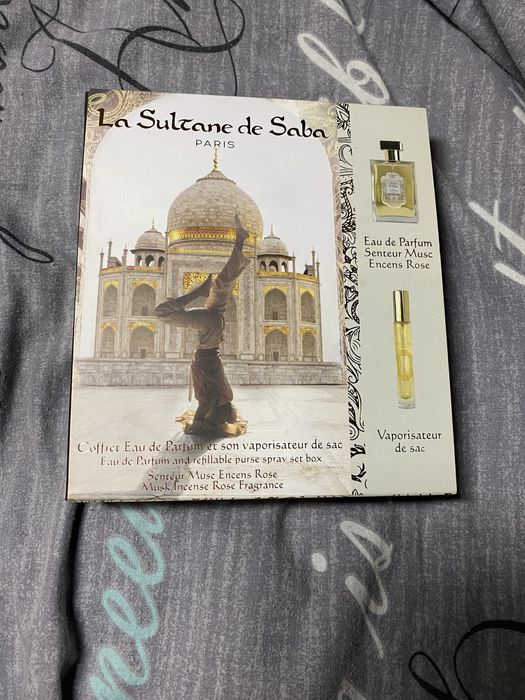 La Sultane de Saba
PARIS
Eau de Parfum
Senteur Musc
Encens Rose
Vaporisateur
de sac
Coffret Eau de Parfum et son vaporisateur de sac
Eau de Parfum and refillable purse spray set box
Senteur Musc Encens Rose
Musk Incense Rose Fragrance
is